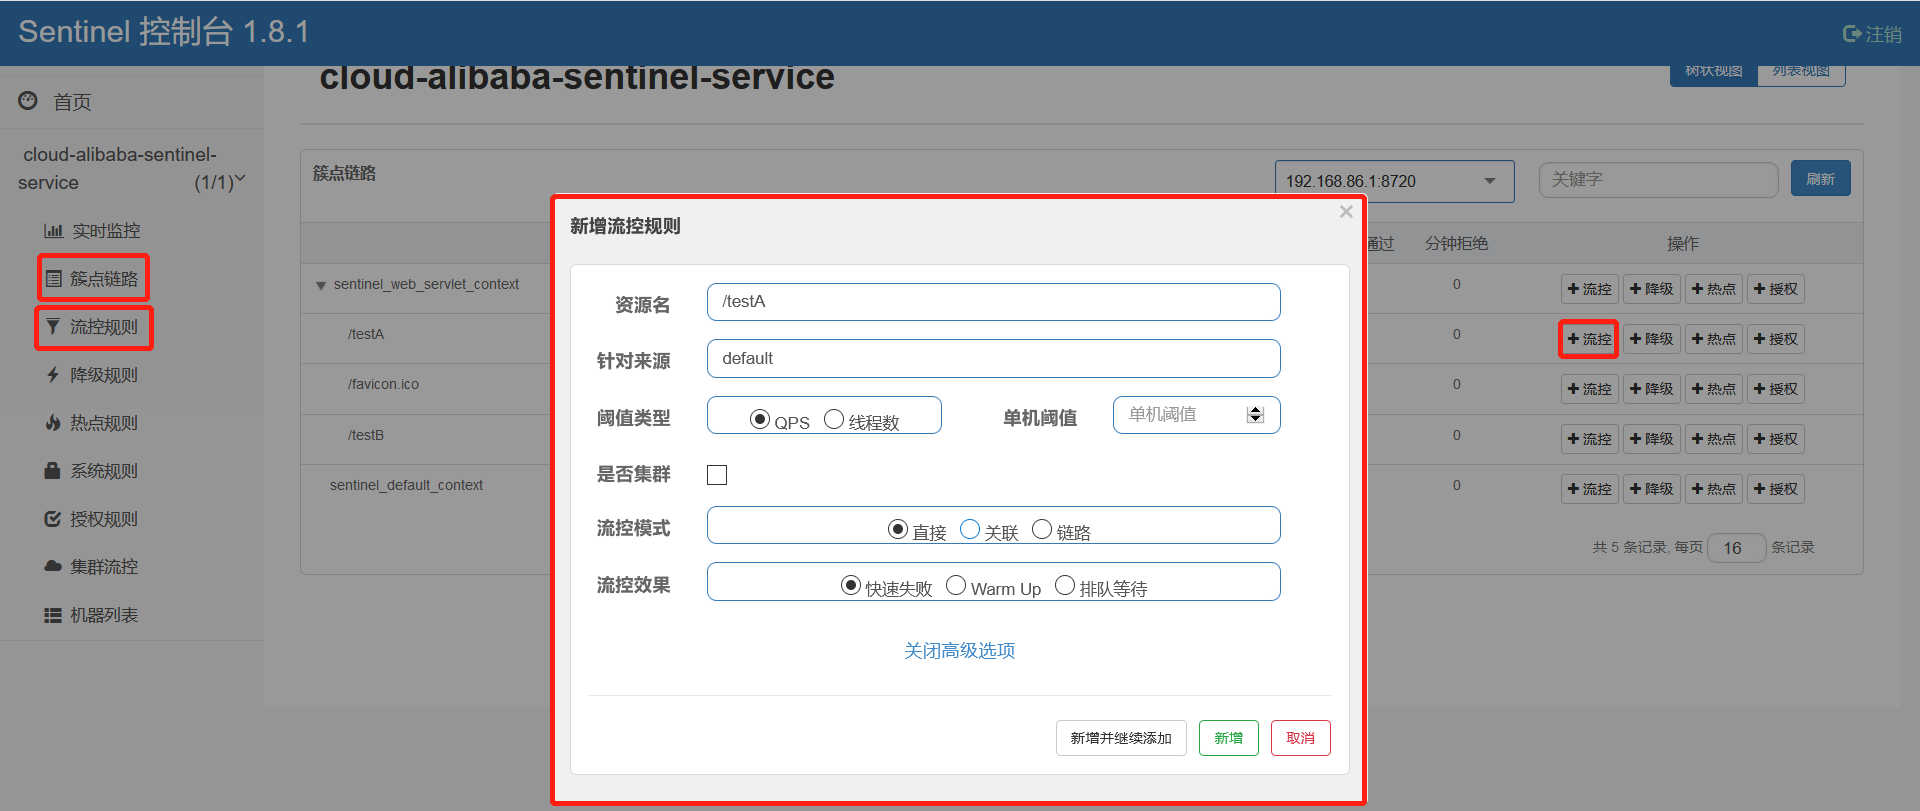 Sentinel 控制台 1.8.1
注销
首页
cloud-alibaba-sentinel-
service (1/1)
实时监控
簇点链路
流控规则
降级规则
热点规则
系统规则
授权规则
集群流控
机器列表
cloud-alibaba-sentinel-service
树状视图 列表视图
簇点链路
192.168.86.1:8720
关键字
刷新
通过 分钟拒绝 操作
sentinel_web_servlet_context 0 流控 降级 热点 授权
/testA 0 流控 降级 热点 授权
/favicon.ico 0 流控 降级 热点 授权
/testB 0 流控 降级 热点 授权
sentinel_default_context 0 流控 降级 热点 授权
共 5 条记录, 每页 16 条记录
新增流控规则
×
资源名 /testA
针对来源 default
阈值类型 QPS 线程数 单机阈值 单机阈值
是否集群
流控模式 直接 关联 链路
流控效果 快速失败 Warm Up 排队等待
关闭高级选项
新增并继续添加 新增 取消